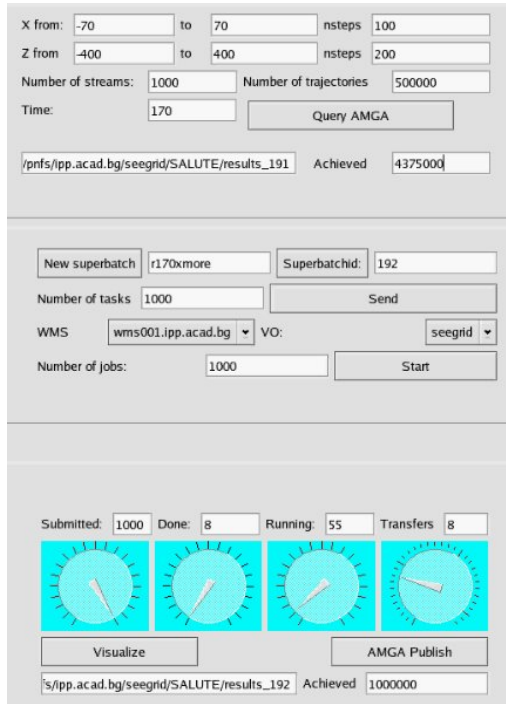 X from: -70 to 70 nsteps 100
Z from -400 to 400 nsteps 200
Number of streams: 1000 Number of trajectories 500000
Time: 170 Query AMGA
/pnfs/ipp.acad.bg/seegrid/SALUTE/results_191 Achieved 4375000
New superbatch r170xmore Superbatchid: 192
Number of tasks 1000 Send
WMS wms001.ipp.acad.bg VO: seegrid
Number of jobs: 1000 Start
Submitted: 1000 Done: 8 Running: 55 Transfers 8
Visualize AMGA Publish
fs/ipp.acad.bg/seegrid/SALUTE/results_192 Achieved 1000000